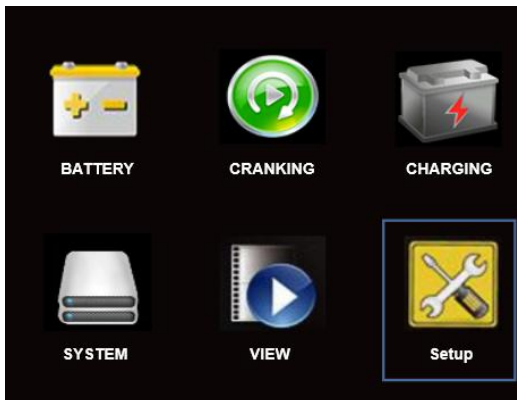 BATTERY
CRANKING
CHARGING
SYSTEM
VIEW
Setup